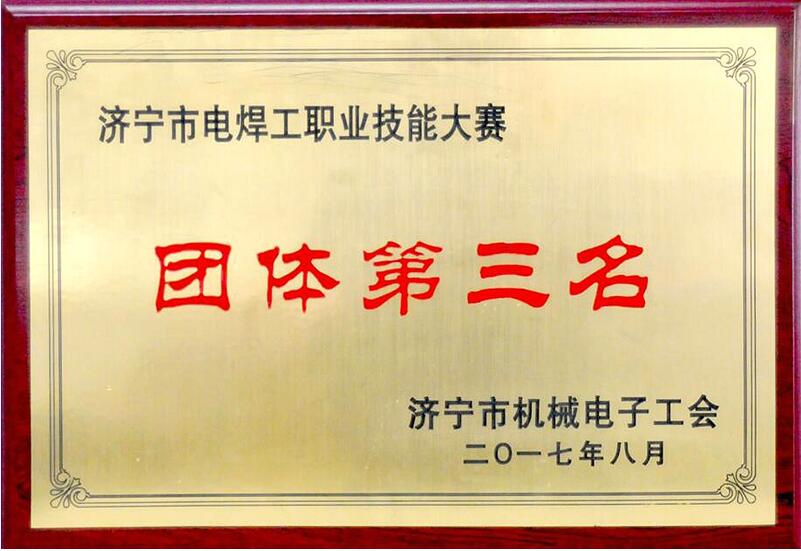 济宁市电焊工职业技能大赛
团体第三名
济宁市机械电子工会
二〇一七年八月